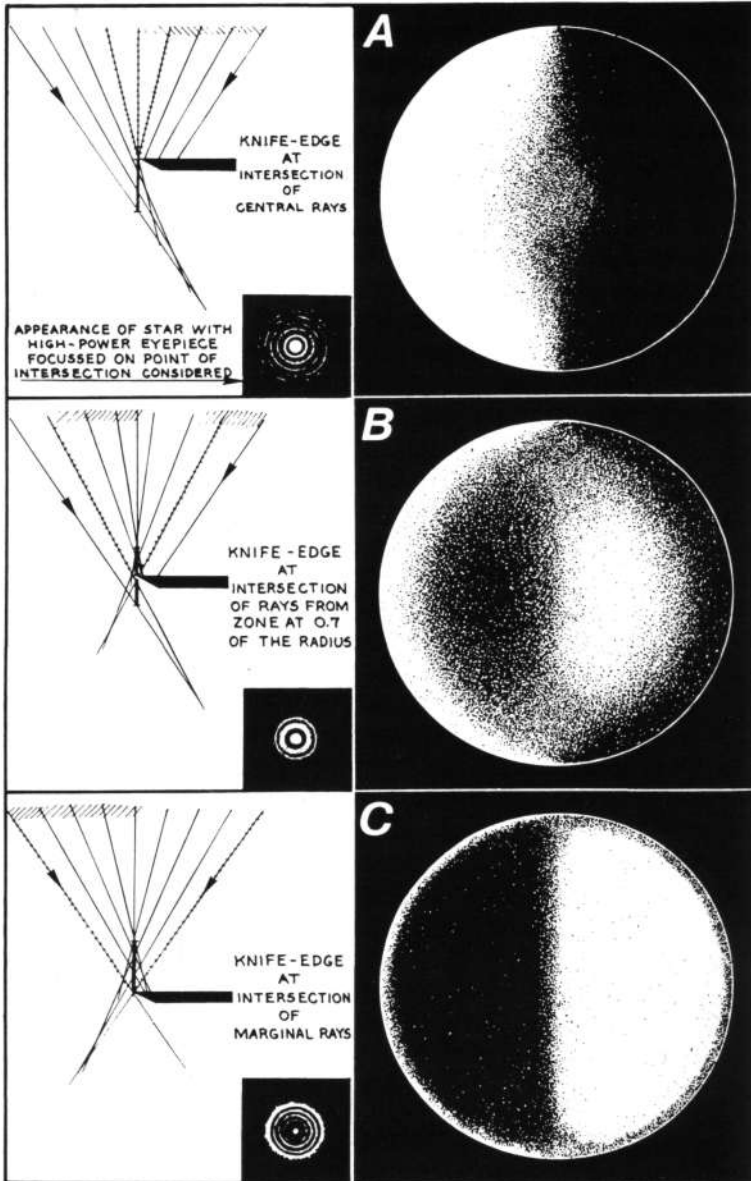 A
KNIFE-EDGE
AT
INTERSECTION
OF
CENTRAL RAYS
APPEARANCE OF STAR WITH
HIGH-POWER EYEPIECE
FOCUSSED ON POINT OF
INTERSECTION CONSIDERED
B
KNIFE-EDGE
AT
INTERSECTION
OF RAYS FROM
ZONE AT 0.7
OF THE RADIUS
C
KNIFE-EDGE
AT
INTERSECTION
OF
MARGINAL RAYS